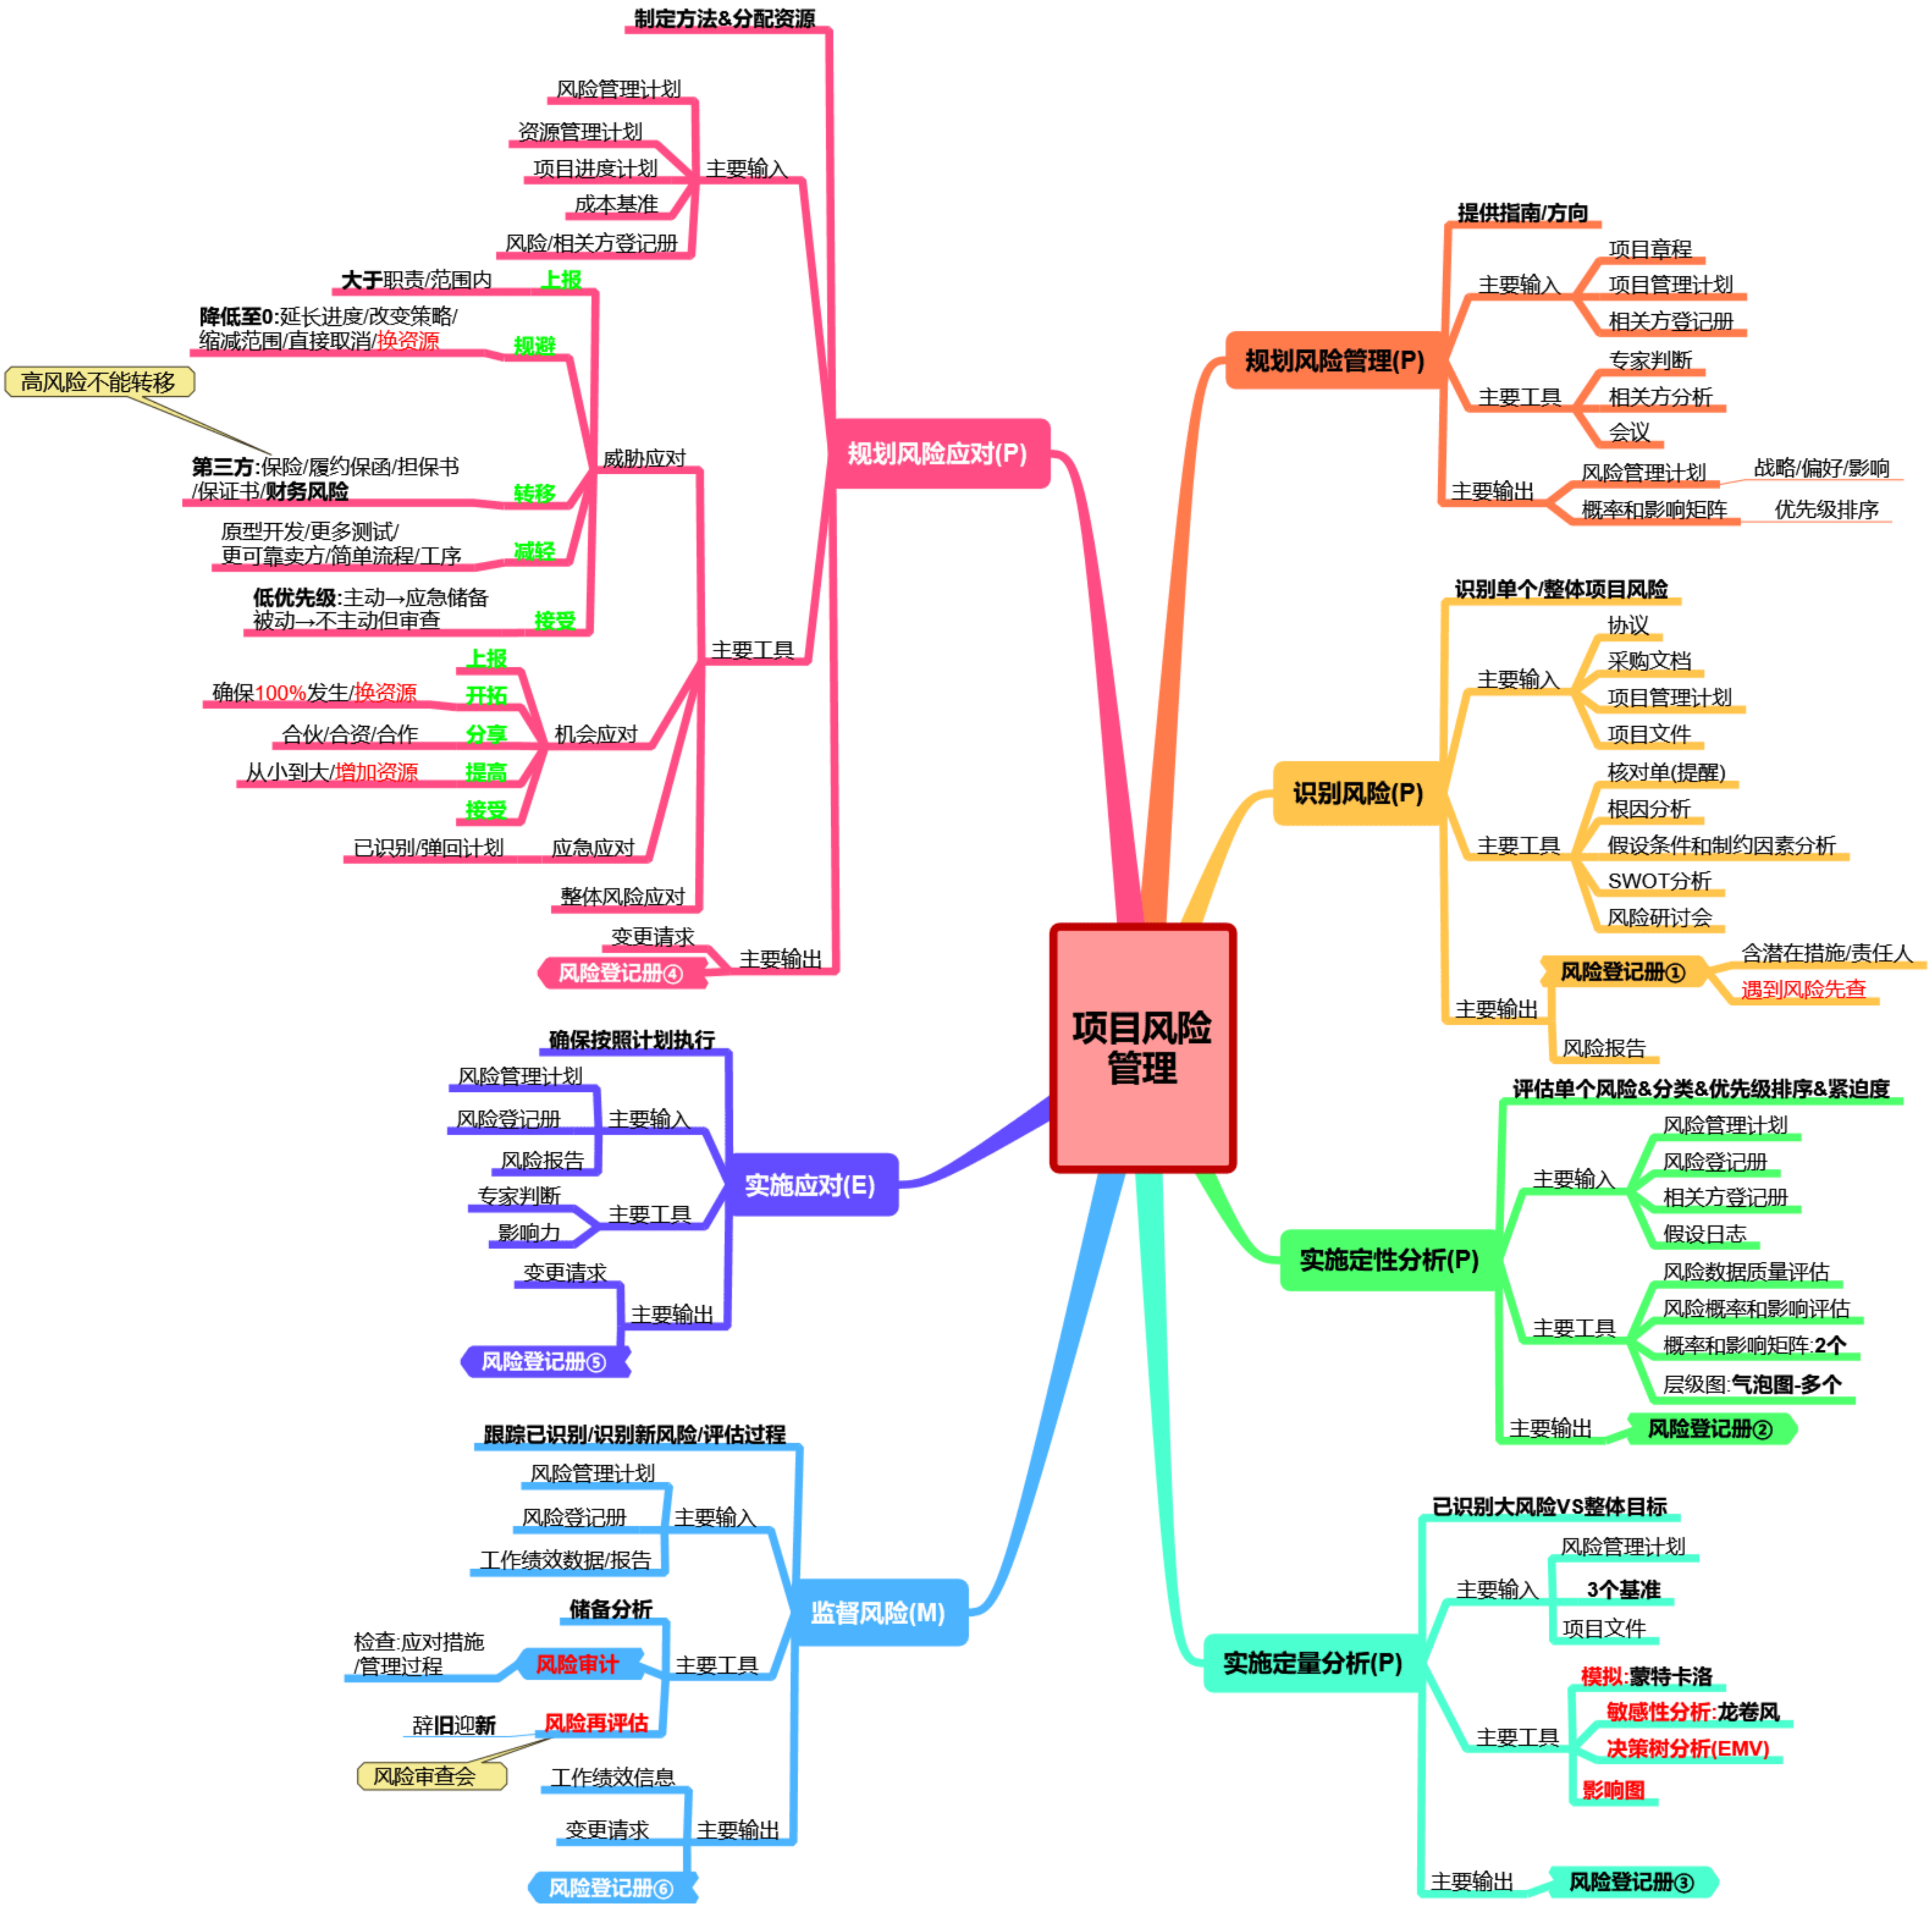 项目风险
管理
规划风险管理(P)
提供指南/方向
主要输入
项目章程
项目管理计划
相关方登记册
主要工具
专家判断
相关方分析
会议
主要输出
风险管理计划
战略/偏好/影响
概率和影响矩阵
优先级排序
识别风险(P)
识别单个/整体项目风险
主要输入
协议
采购文档
项目管理计划
项目文件
主要工具
核对单(提醒)
根因分析
假设条件和制约因素分析
SWOT分析
风险研讨会
主要输出
风险登记册①
含潜在措施/责任人
遇到风险先查
风险报告
实施定性分析(P)
评估单个风险&分类&优先级排序&紧迫度
主要输入
风险管理计划
风险登记册
相关方登记册
假设日志
主要工具
风险数据质量评估
风险概率和影响评估
概率和影响矩阵:2个
层级图:气泡图-多个
主要输出
风险登记册②
实施定量分析(P)
已识别大风险VS整体目标
主要输入
风险管理计划
3个基准
项目文件
主要工具
模拟:蒙特卡洛
敏感性分析:龙卷风
决策树分析(EMV)
影响图
主要输出
风险登记册③
规划风险应对(P)
制定方法&分配资源
主要输入
风险管理计划
资源管理计划
项目进度计划
成本基准
风险/相关方登记册
主要工具
威胁应对
上报
大于职责/范围内
规避
降低至0:延长进度/改变策略/
缩减范围/直接取消/换资源
转移
第三方:保险/履约保函/担保书
/保证书/财务风险
高风险不能转移
减轻
原型开发/更多测试/
更可靠卖方/简单流程/工序
接受
低优先级:主动→应急储备
被动→不主动但审查
机会应对
上报
开拓
确保100%发生/换资源
分享
合伙/合资/合作
提高
从小到大/增加资源
接受
应急应对
已识别/弹回计划
整体风险应对
主要输出
变更请求
风险登记册④
实施应对(E)
确保按照计划执行
主要输入
风险管理计划
风险登记册
风险报告
主要工具
专家判断
影响力
主要输出
变更请求
风险登记册⑤
监督风险(M)
跟踪已识别/识别新风险/评估过程
主要输入
风险管理计划
风险登记册
工作绩效数据/报告
主要工具
储备分析
风险审计
检查:应对措施
/管理过程
风险再评估
辞旧迎新
风险审查会
主要输出
工作绩效信息
变更请求
风险登记册⑥